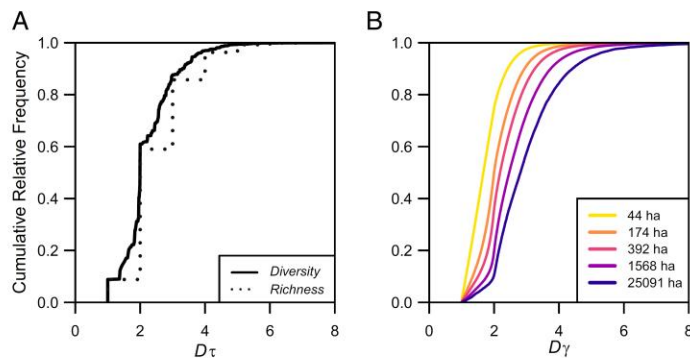 A
Cumulative Relative Frequency
1.0
0.8
0.6
0.4
0.2
0.0
0 2 4 6 8
Dτ
Diversity
Richness
B
1.0
0.8
0.6
0.4
0.2
0.0
0 2 4 6 8
Dγ
44 ha
174 ha
392 ha
1568 ha
25091 ha